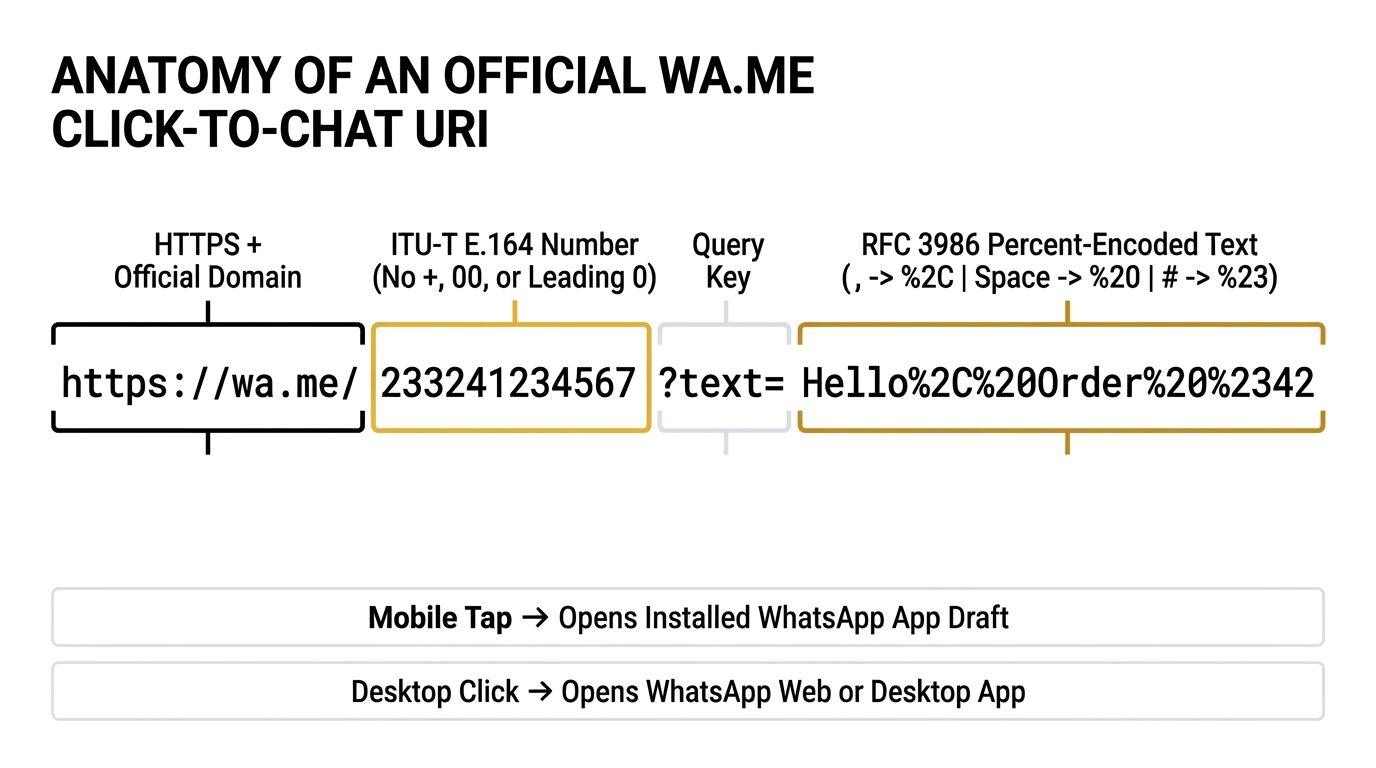 ANATOMY OF AN OFFICIAL WA.ME
CLICK-TO-CHAT URI
HTTPS +
Official Domain
ITU-T E.164 Number
(No +, 00, or Leading 0)
Query
Key
RFC 3986 Percent-Encoded Text
(, -> %2C | Space -> %20 | # -> %23)
https://wa.me/ 233241234567 ?text= Hello%2C%20Order%20%2342
Mobile Tap → Opens Installed WhatsApp App Draft
Desktop Click → Opens WhatsApp Web or Desktop App